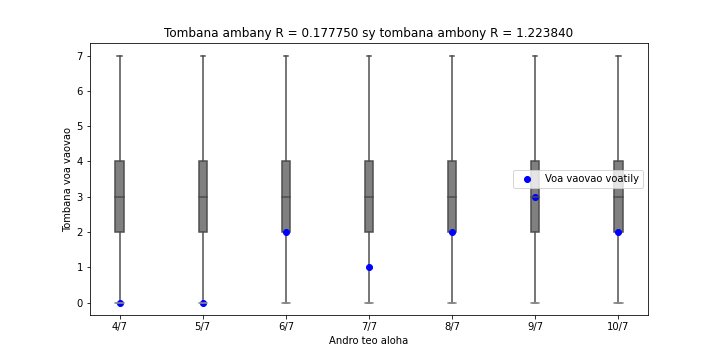 Tombana ambany R = 0.177750 sy tombana ambony R = 1.223840
Tombana voa vaovao
7
6
5
4
3
2
1
0
Voa vaovao voatily
4/7 5/7 6/7 7/7 8/7 9/7 10/7
Andro teo aloha